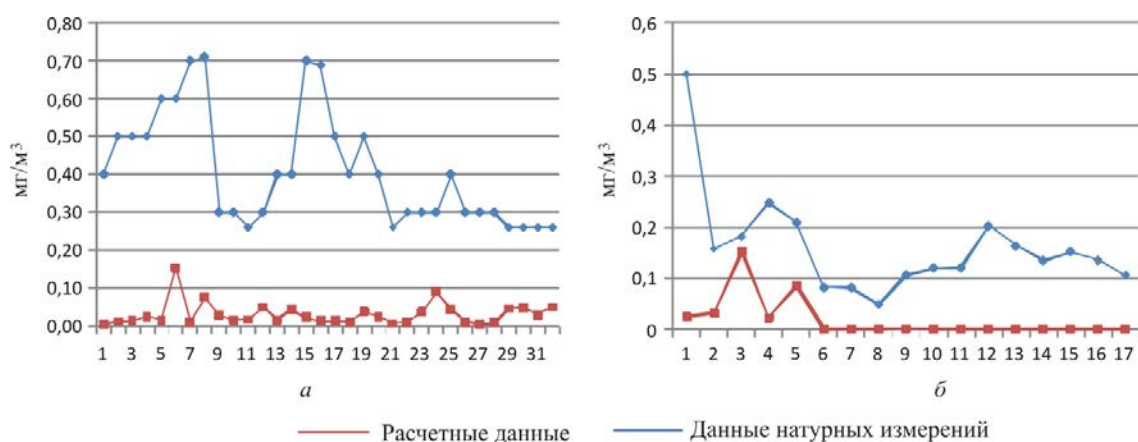 мг/м³
0,80
0,70
0,60
0,50
0,40
0,30
0,20
0,10
0,00
1 3 5 7 9 11 13 15 17 19 21 23 25 27 29 31
а
мг/м³
0,6
0,5
0,4
0,3
0,2
0,1
0
1 2 3 4 5 6 7 8 9 10 11 12 13 14 15 16 17
б
Расчетные данные
Данные натурных измерений